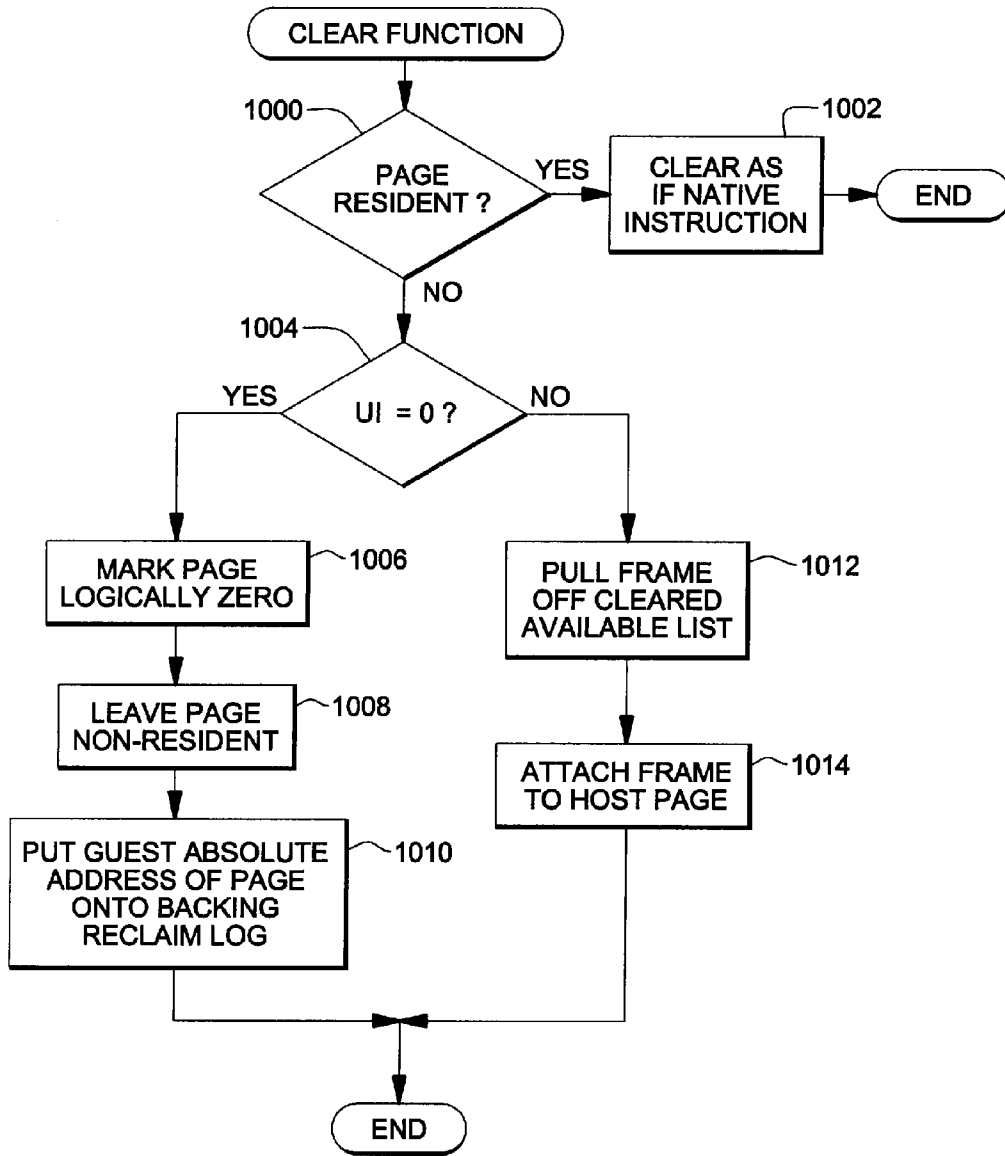 CLEAR FUNCTION
1000
PAGE
RESIDENT ?
YES
1002
CLEAR AS
IF NATIVE
INSTRUCTION
END
NO
1004
UI = 0 ?
YES
NO
MARK PAGE
LOGICALLY ZERO
1006
LEAVE PAGE
NON-RESIDENT
1008
PUT GUEST ABSOLUTE
ADDRESS OF PAGE
ONTO BACKING
RECLAIM LOG
1010
PULL FRAME
OFF CLEARED
AVAILABLE LIST
1012
ATTACH FRAME
TO HOST PAGE
1014
END